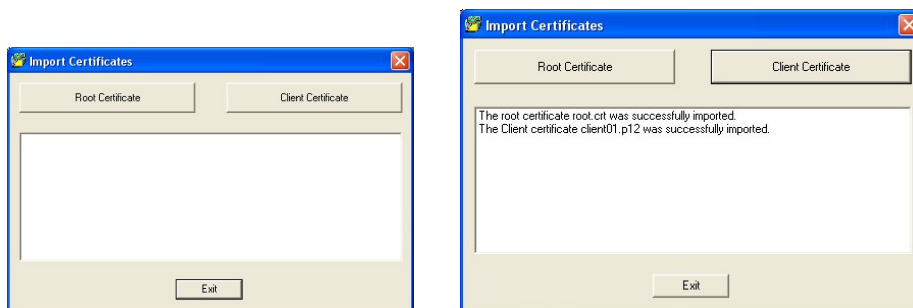 Import Certificates
Root Certificate Client Certificate
Exit
Import Certificates
Root Certificate Client Certificate
The root certificate root.crt was successfully imported.
The Client certificate client01.p12 was successfully imported.
Exit